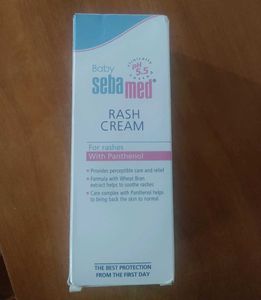 Baby
sebamed
pH
5.5
RASH
CREAM
For rashes
With Panthenol
• Provides perceptible care and relief
• Formula with Wheat Bran
extract helps to soothe rashes
• Care complex with Panthenol helps
to bring back the skin to normal.
THE BEST PROTECTION
FROM THE FIRST DAY